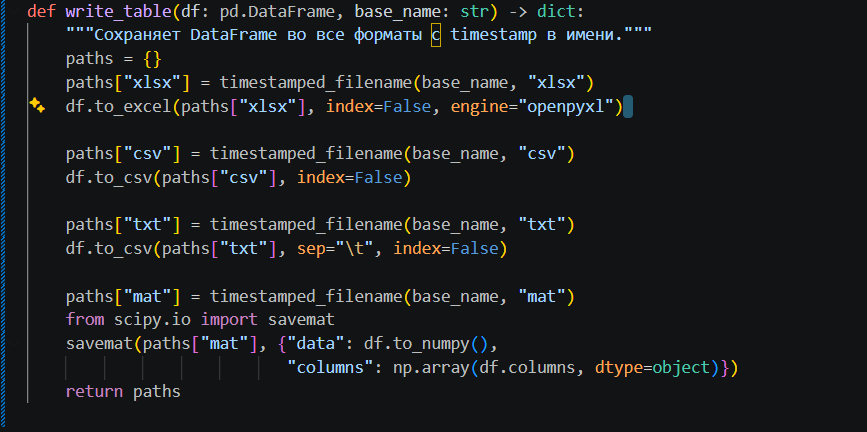 def write_table(df: pd.DataFrame, base_name: str) -> dict:
    """Сохраняет DataFrame во все форматы с timestamp в имени."""
    paths = {}
    paths["xlsx"] = timestamped_filename(base_name, "xlsx")
    df.to_excel(paths["xlsx"], index=False, engine="openpyxl")

    paths["csv"] = timestamped_filename(base_name, "csv")
    df.to_csv(paths["csv"], index=False)

    paths["txt"] = timestamped_filename(base_name, "txt")
    df.to_csv(paths["txt"], sep="\t", index=False)

    paths["mat"] = timestamped_filename(base_name, "mat")
    from scipy.io import savemat
    savemat(paths["mat"], {"data": df.to_numpy(),
                           "columns": np.array(df.columns, dtype=object)})
    return paths